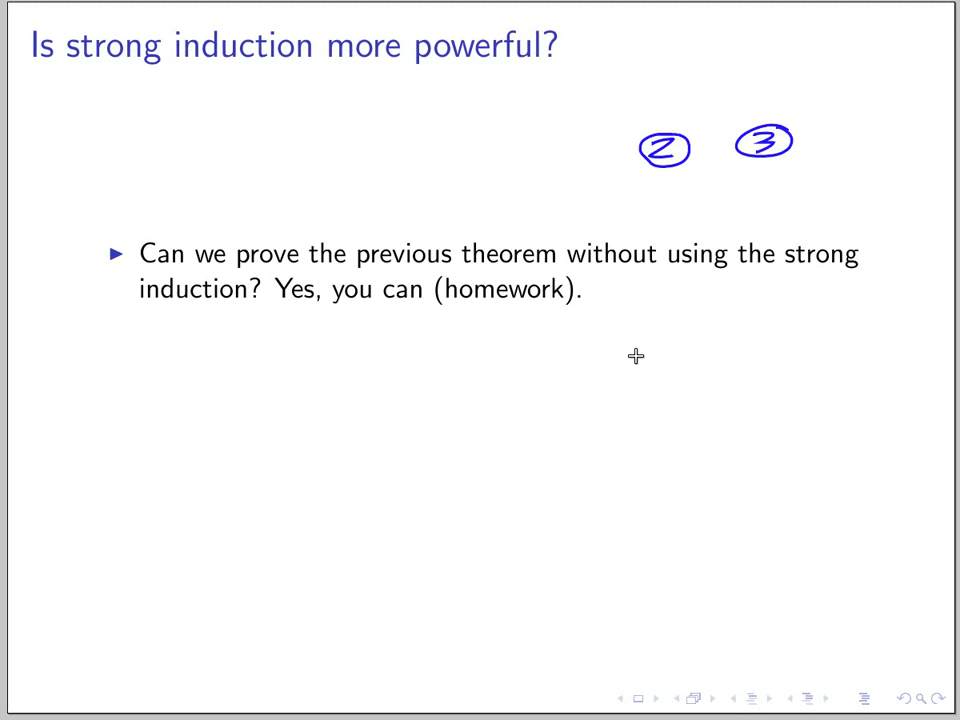 Is strong induction more powerful?
2 3
Can we prove the previous theorem without using the strong
induction? Yes, you can (homework).